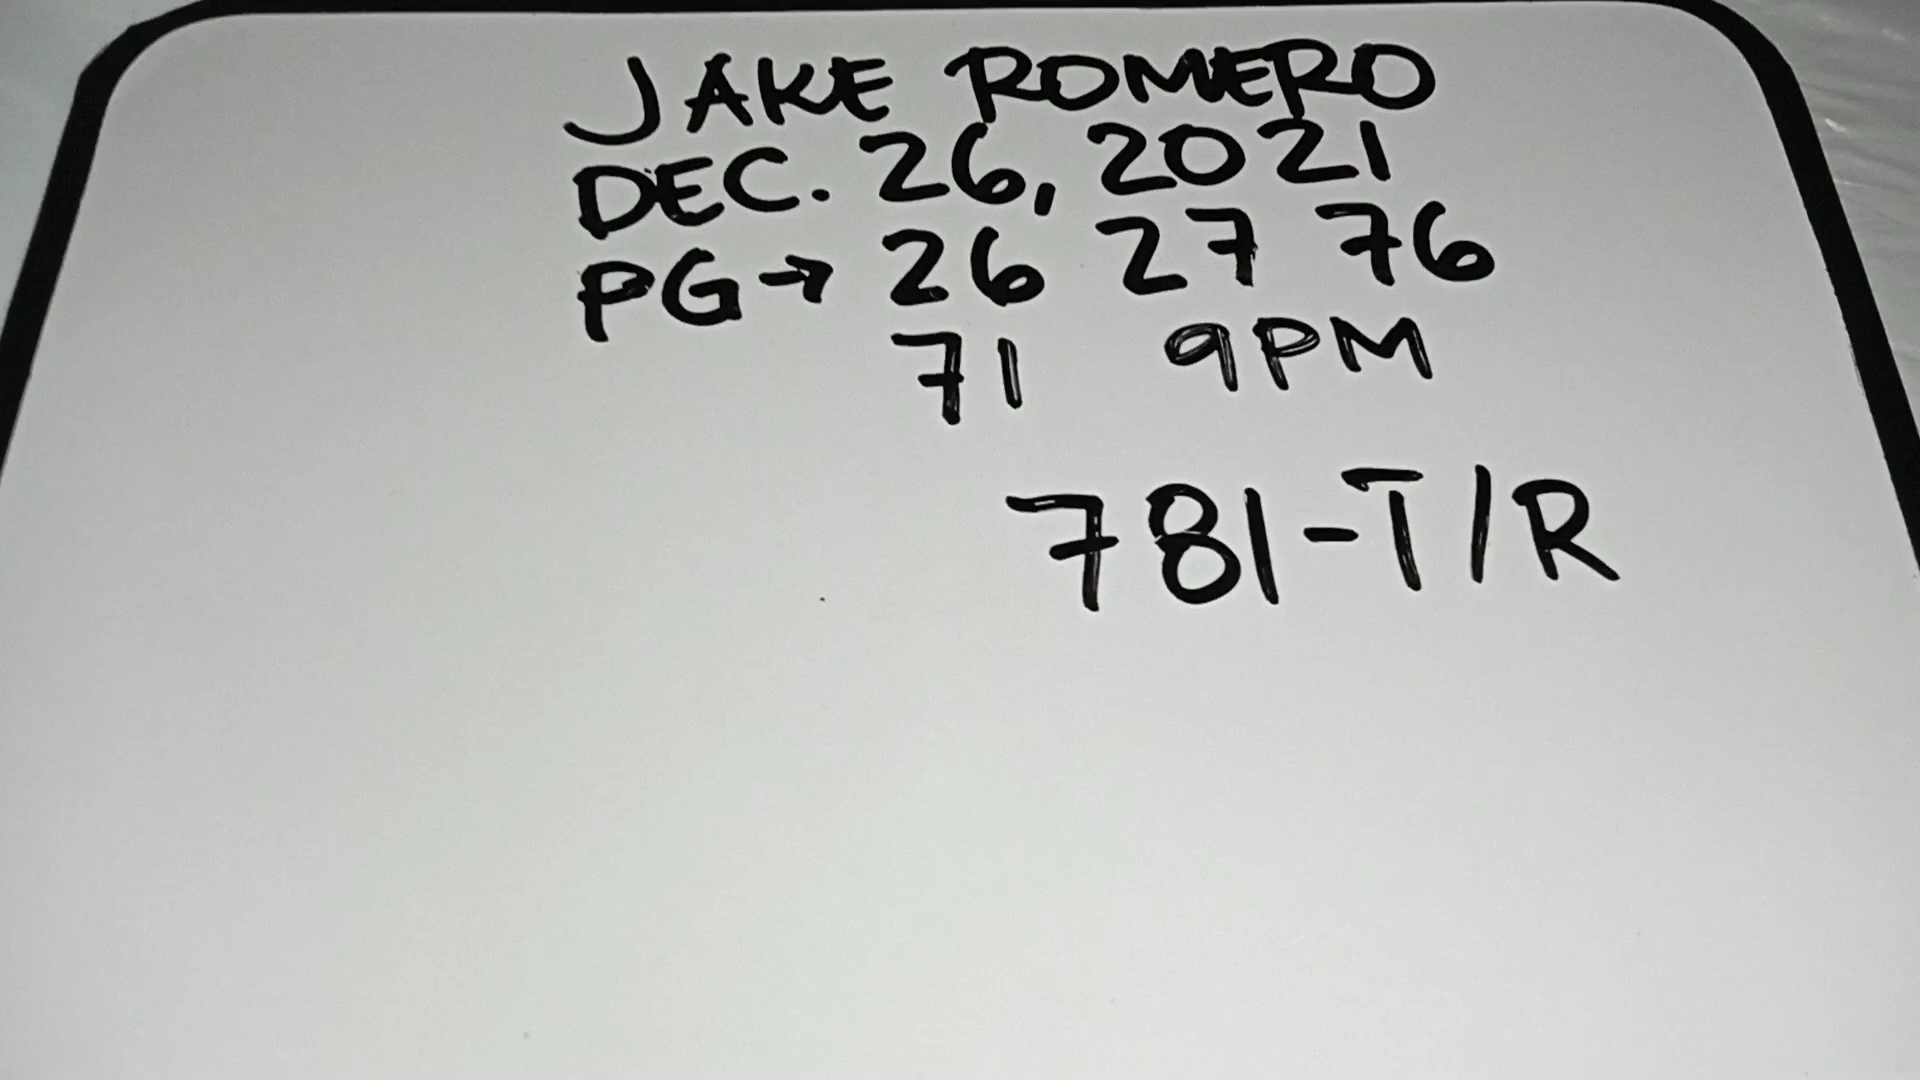 JAKE ROMERO
DEC. 26, 2021
PG→ 26 27 76
71 9PM
781-T/R